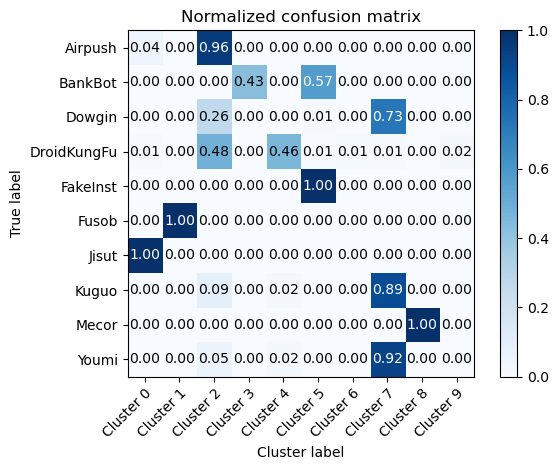 Normalized confusion matrix
Airpush 0.04 0.00 0.96 0.00 0.00 0.00 0.00 0.00 0.00 0.00
BankBot 0.00 0.00 0.00 0.43 0.00 0.57 0.00 0.00 0.00 0.00
Dowgin 0.00 0.00 0.26 0.00 0.00 0.01 0.00 0.73 0.00 0.00
DroidKungFu 0.01 0.00 0.48 0.00 0.46 0.01 0.01 0.01 0.00 0.02
FakeInst 0.00 0.00 0.00 0.00 0.00 1.00 0.00 0.00 0.00 0.00
Fusob 0.00 1.00 0.00 0.00 0.00 0.00 0.00 0.00 0.00 0.00
Jisut 1.00 0.00 0.00 0.00 0.00 0.00 0.00 0.00 0.00 0.00
Kuguo 0.00 0.00 0.09 0.00 0.02 0.00 0.00 0.89 0.00 0.00
Mecor 0.00 0.00 0.00 0.00 0.00 0.00 0.00 0.00 1.00 0.00
Youmi 0.00 0.00 0.05 0.00 0.02 0.00 0.00 0.92 0.00 0.00
True label
Cluster 0
Cluster 1
Cluster 2
Cluster 3
Cluster 4
Cluster 5
Cluster 6
Cluster 7
Cluster 8
Cluster 9
Cluster label
1.0
0.8
0.6
0.4
0.2
0.0